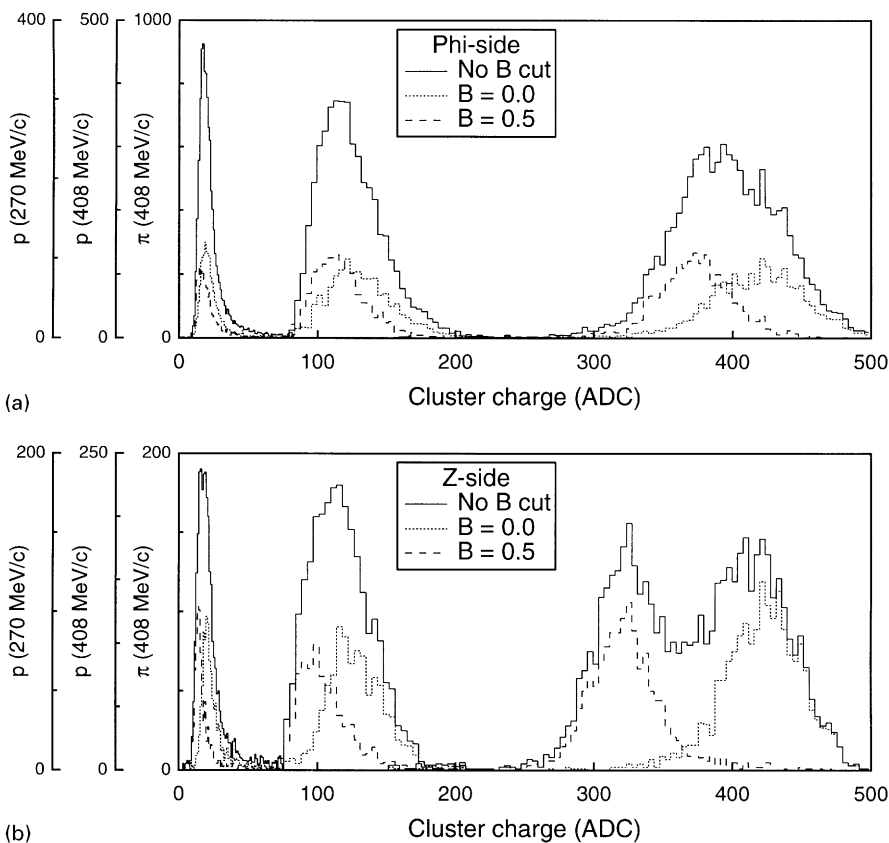 400
500
1000
p (270 MeV/c)
p (408 MeV/c)
π (408 MeV/c)
Phi-side
No B cut
B = 0.0
B = 0.5
0
0
0
0
100
200
300
400
500
Cluster charge (ADC)
(a)
200
250
200
p (270 MeV/c)
p (408 MeV/c)
π (408 MeV/c)
Z-side
No B cut
B = 0.0
B = 0.5
0
0
0
0
100
200
300
400
500
Cluster charge (ADC)
(b)